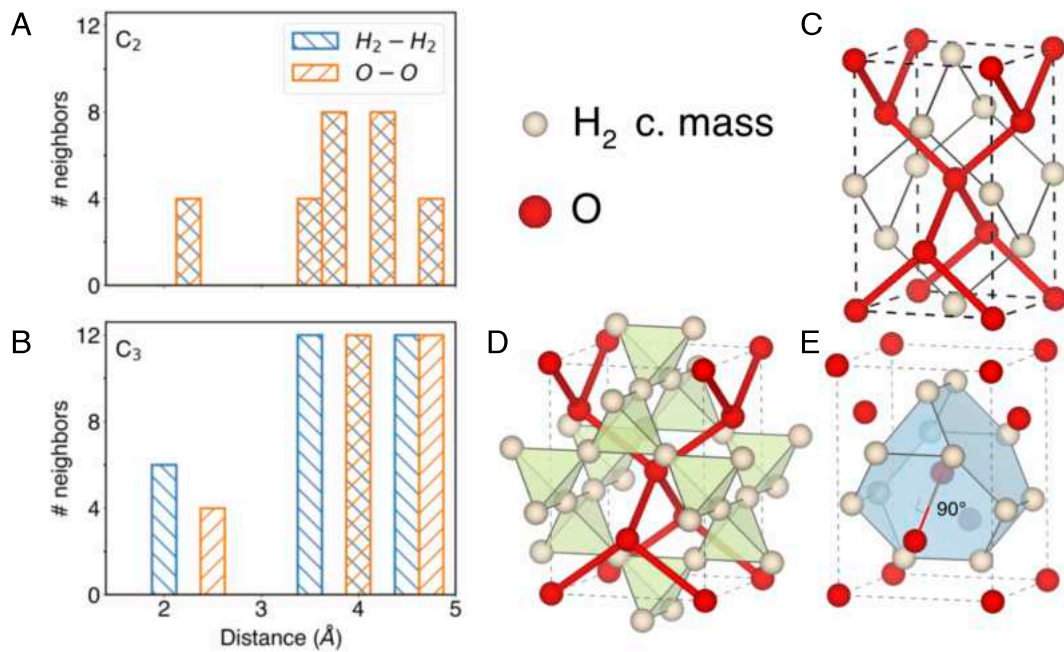 A
C2
12
8
4
0
# neighbors
H2 – H2
O – O
B
C3
12
8
4
0
# neighbors
2 3 4 5
Distance (Å)
H2 c. mass
O
C
D
E
90°